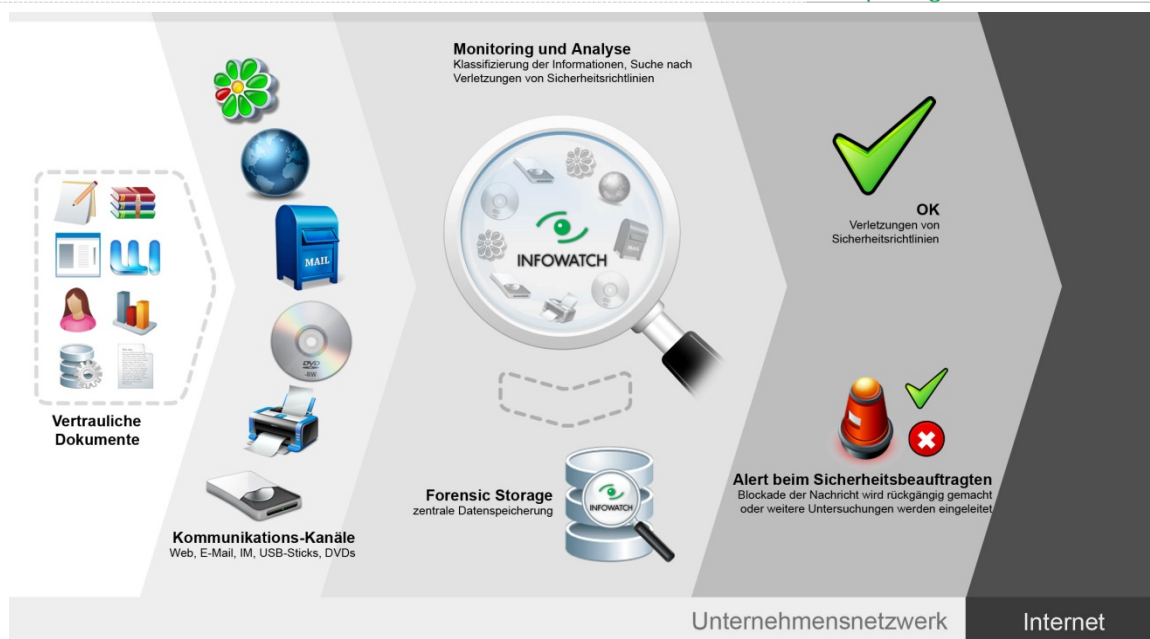 Monitoring und Analyse
Klassifizierung der Informationen, Suche nach
Verletzungen von Sicherheitsrichtlinien
MAIL
INFOWATCH
OK
Verletzungen von
Sicherheitsrichtlinien
DVD
-RW
Vertrauliche
Dokumente
Alert beim Sicherheitsbeauftragten
Blockade der Nachricht wird rückgängig gemacht
oder weitere Untersuchungen werden eingeleitet
Forensic Storage
zentrale Datenspeicherung
INFOWATCH
Kommunikations-Kanäle
Web, E-Mail, IM, USB-Sticks, DVDs
Unternehmensnetzwerk
Internet